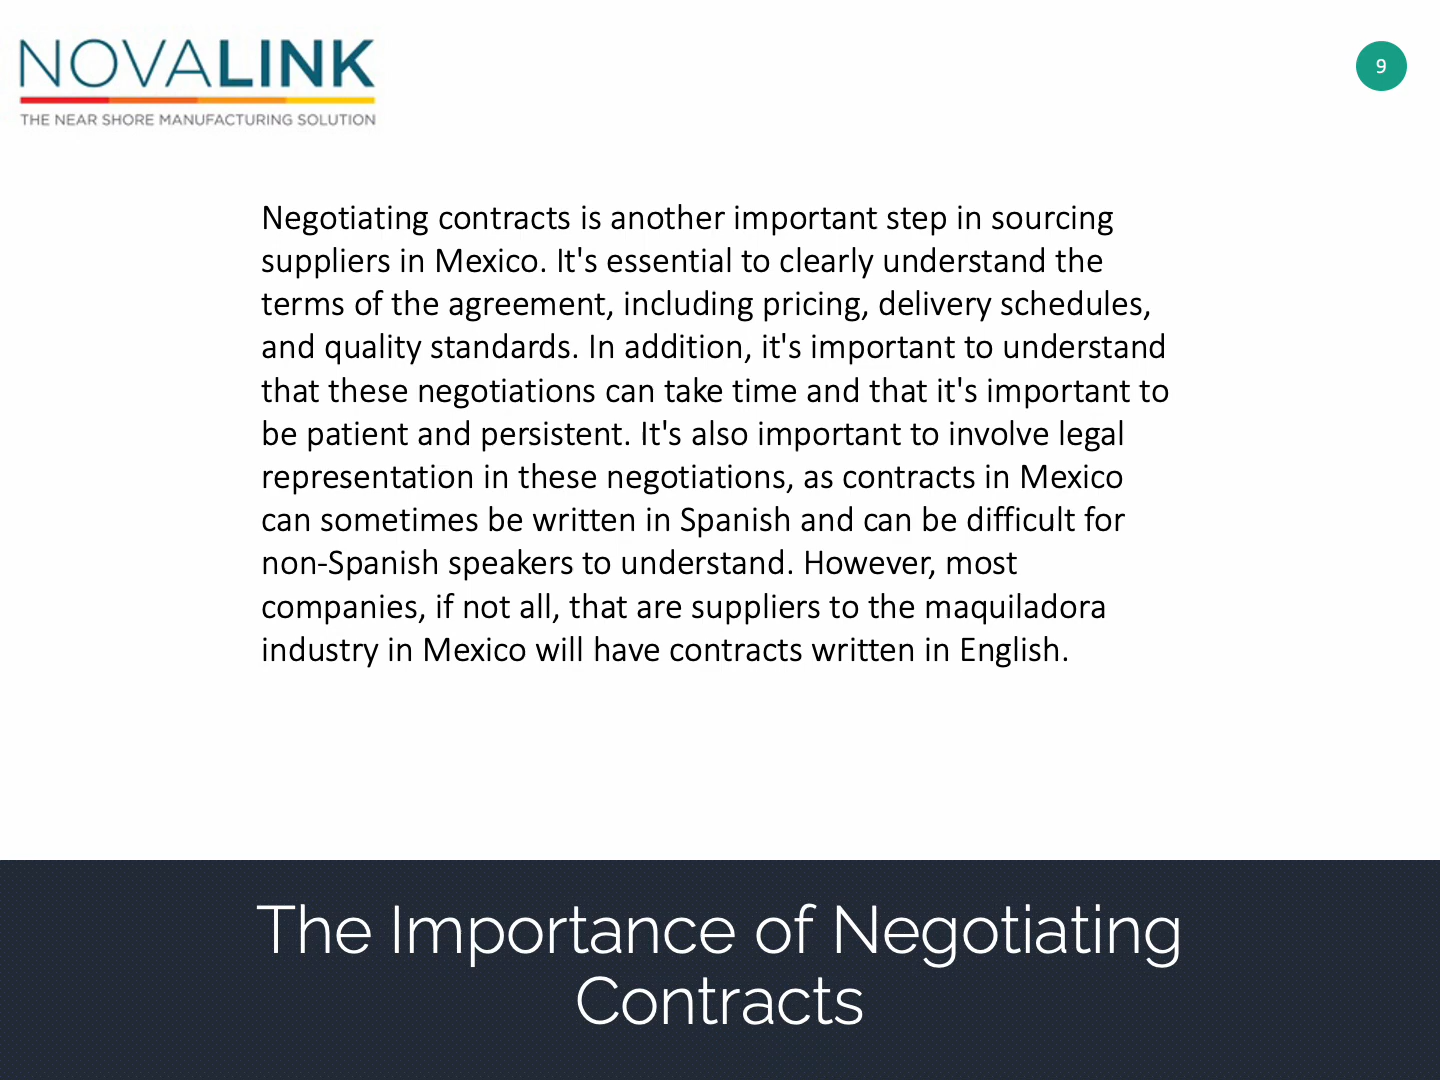 NOVALINK
THE NEAR SHORE MANUFACTURING SOLUTION
9
Negotiating contracts is another important step in sourcing
suppliers in Mexico. It's essential to clearly understand the
terms of the agreement, including pricing, delivery schedules,
and quality standards. In addition, it's important to understand
that these negotiations can take time and that it's important to
be patient and persistent. It's also important to involve legal
representation in these negotiations, as contracts in Mexico
can sometimes be written in Spanish and can be difficult for
non-Spanish speakers to understand. However, most
companies, if not all, that are suppliers to the maquiladora
industry in Mexico will have contracts written in English.
The Importance of Negotiating
Contracts